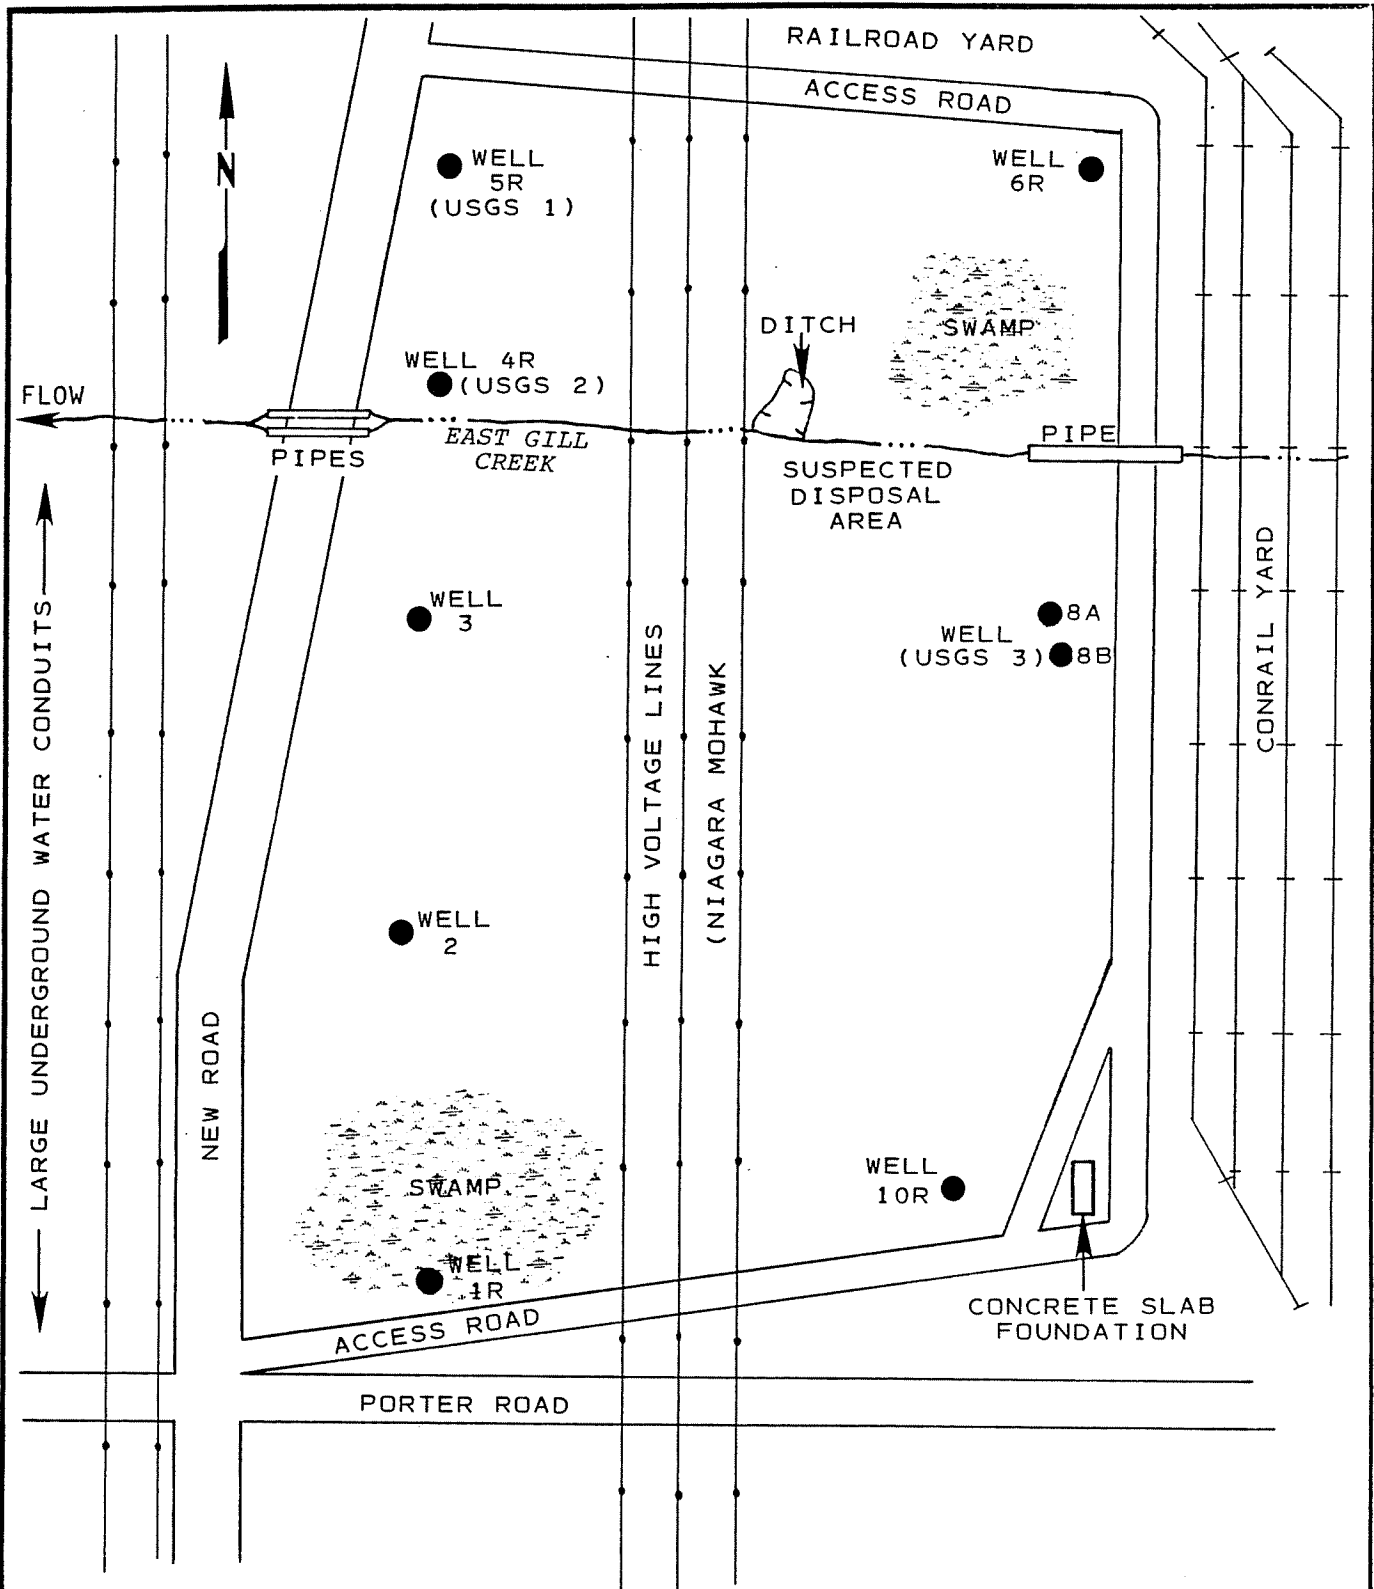 RAILROAD YARD
ACCESS ROAD
N
WELL
5R
(USGS 1)
WELL
6R
DITCH
SWAMP
WELL 4R
(USGS 2)
FLOW
EAST GILL
CREEK
PIPES
PIPE
SUSPECTED
DISPOSAL
AREA
WELL
3
8A
WELL
(USGS 3)
8B
LARGE UNDERGROUND WATER CONDUITS
HIGH VOLTAGE LINES
(NIAGARA MOHAWK
CONRAIL YARD
WELL
2
NEW ROAD
SWAMP
WELL
10R
WELL
1R
CONCRETE SLAB
FOUNDATION
ACCESS ROAD
PORTER ROAD